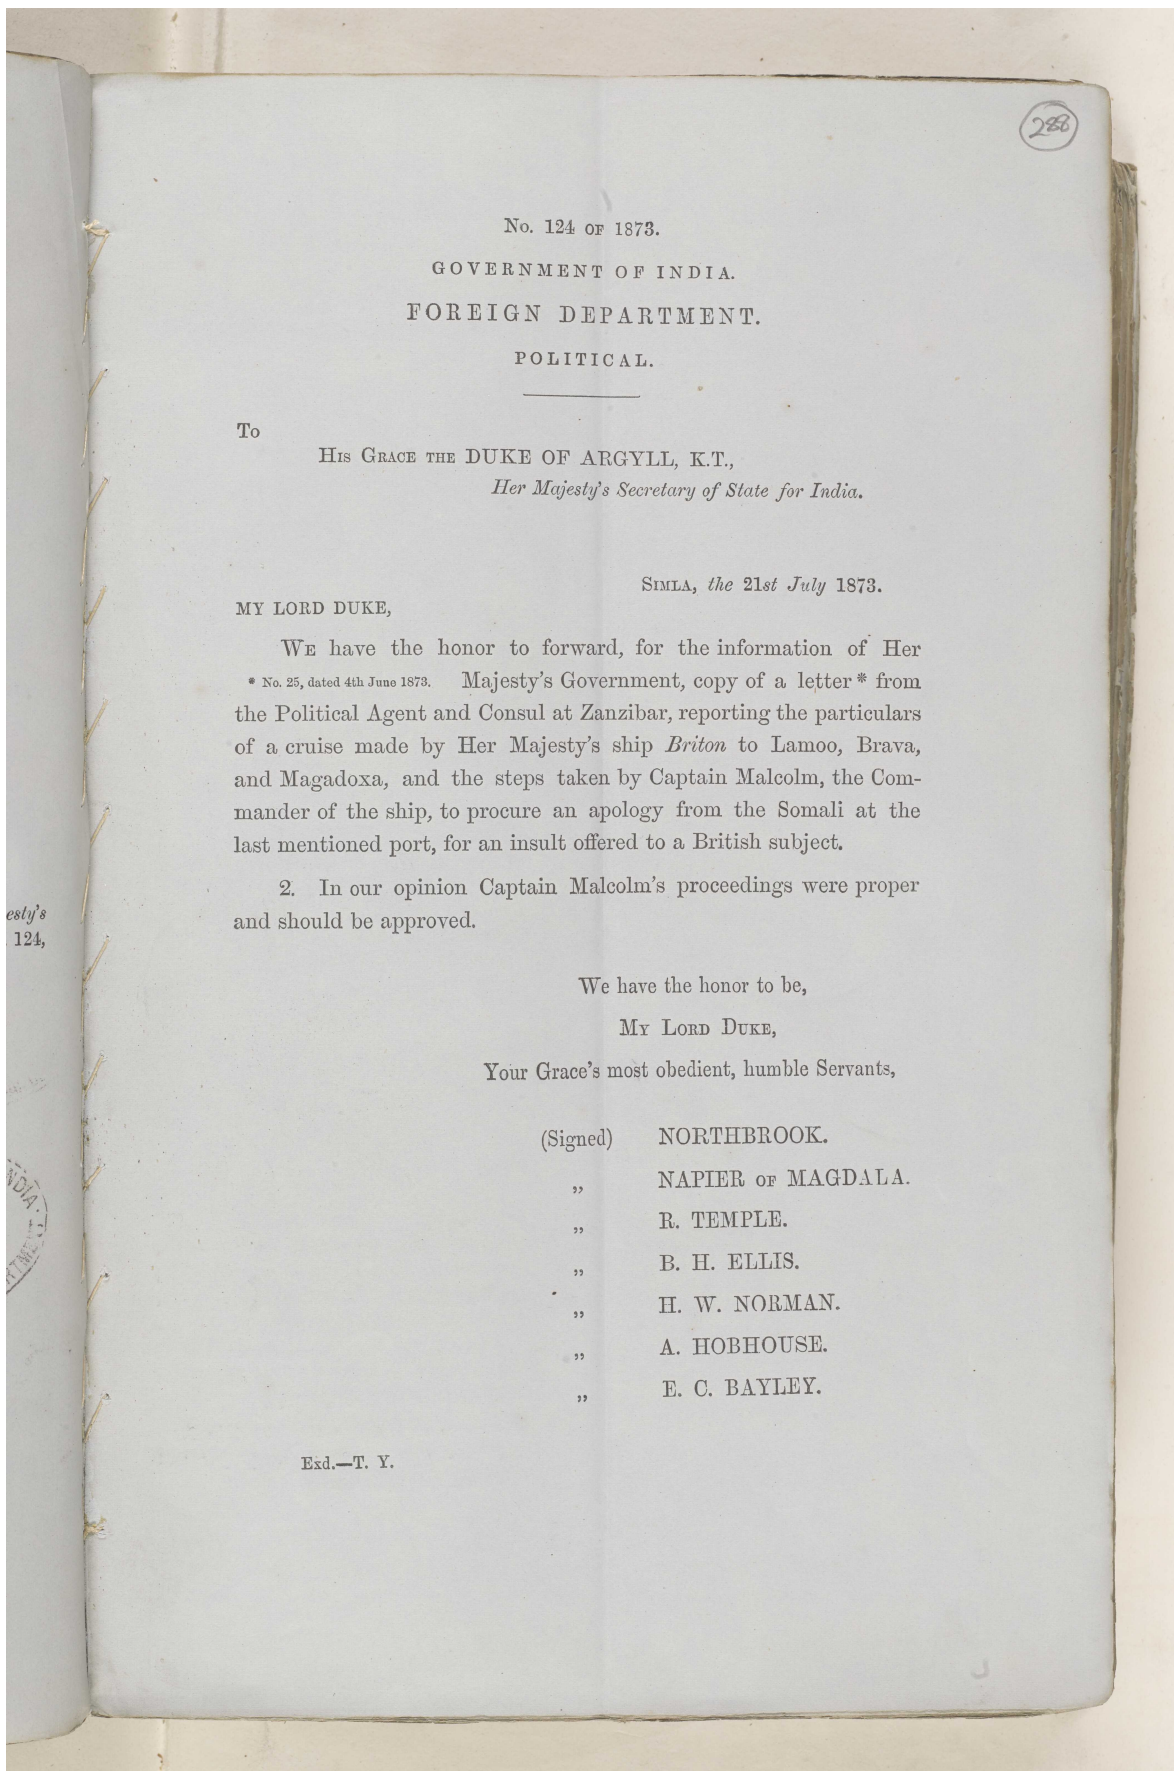 288
No. 124 OF 1873.
GOVERNMENT OF INDIA.
FOREIGN DEPARTMENT.
POLITICAL.
To
HIS GRACE THE DUKE OF ARGYLL, K.T.,
Her Majesty's Secretary of State for India.
SIMLA, the 21st July 1873.
MY LORD DUKE,
WE have the honor to forward, for the information of Her
* No. 25, dated 4th June 1873. Majesty's Government, copy of a letter * from
the Political Agent and Consul at Zanzibar, reporting the particulars
of a cruise made by Her Majesty's ship Briton to Lamoo, Brava,
and Magadoxa, and the steps taken by Captain Malcolm, the Com-
mander of the ship, to procure an apology from the Somali at the
last mentioned port, for an insult offered to a British subject.
2. In our opinion Captain Malcolm's proceedings were proper
and should be approved.
esty's
124,
We have the honor to be,
MY LORD DUKE,
Your Grace's most obedient, humble Servants,
(Signed) NORTHBROOK.
„ NAPIER OF MAGDALA.
„ R. TEMPLE.
„ B. H. ELLIS.
„ H. W. NORMAN.
„ A. HOBHOUSE.
„ E. C. BAYLEY.
Exd.—T. Y.